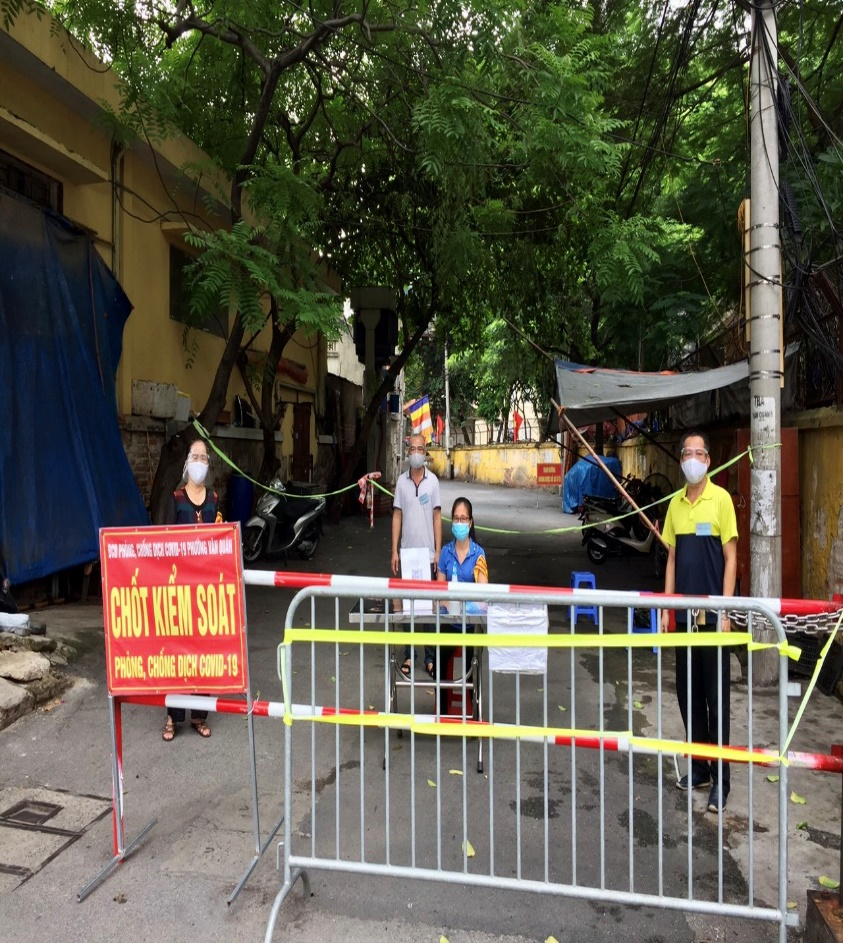 BCĐ PHÒNG, CHỐNG DỊCH COVID-19 PHƯỜNG VĂN QUÁN
CHỐT KIỂM SOÁT
PHÒNG, CHỐNG DỊCH COVID-19